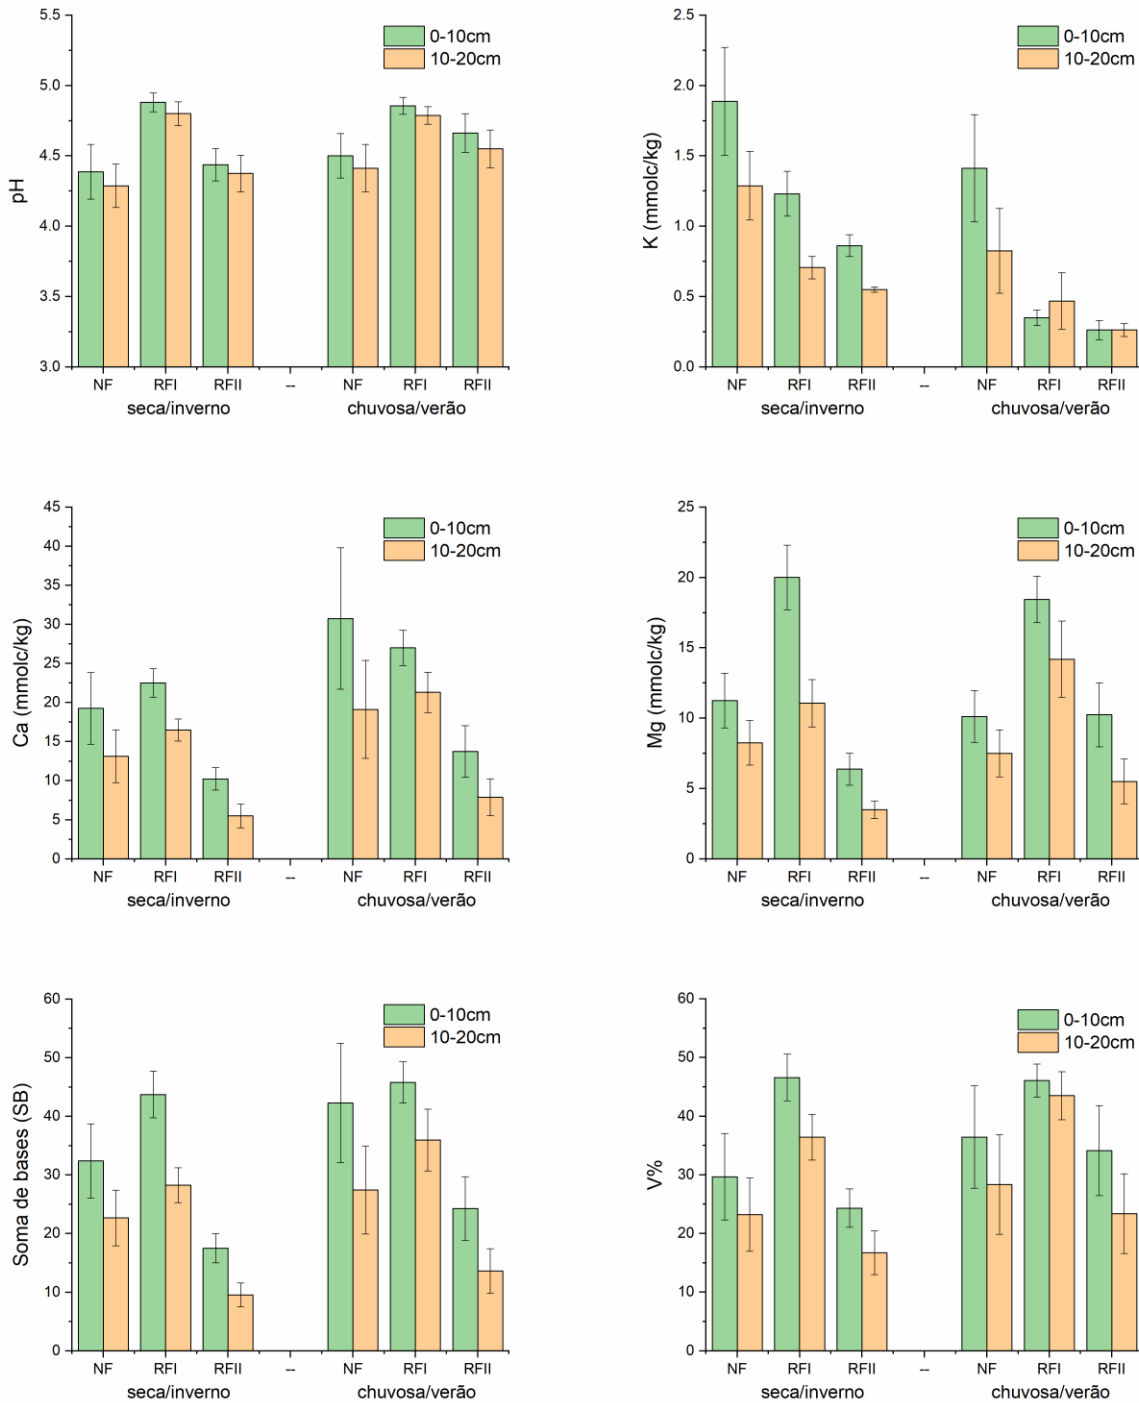 5.5
5.0
4.5
4.0
4.5
3.0
pH
0-10cm
10-20cm
NF RFI RFII -- NF RFI RFII
seca/inverno chuvosa/verão
2.5
2.0
1.5
1.0
0.5
0.0
K (mmolc/kg)
0-10cm
10-20cm
NF RFI RFII -- NF RFI RFII
seca/inverno chuvosa/verão
45
40
35
30
25
20
15
10
5
0
Ca (mmolc/kg)
0-10cm
10-20cm
NF RFI RFII -- NF RFI RFII
seca/inverno chuvosa/verão
25
20
15
10
5
0
Mg (mmolc/kg)
0-10cm
10-20cm
NF RFI RFII -- NF RFI RFII
seca/inverno chuvosa/verão
60
50
40
30
20
10
0
Soma de bases (SB)
0-10cm
10-20cm
NF RFI RFII -- NF RFI RFII
seca/inverno chuvosa/verão
60
50
40
30
20
10
0
V%
0-10cm
10-20cm
NF RFI RFII -- NF RFI RFII
seca/inverno chuvosa/verão